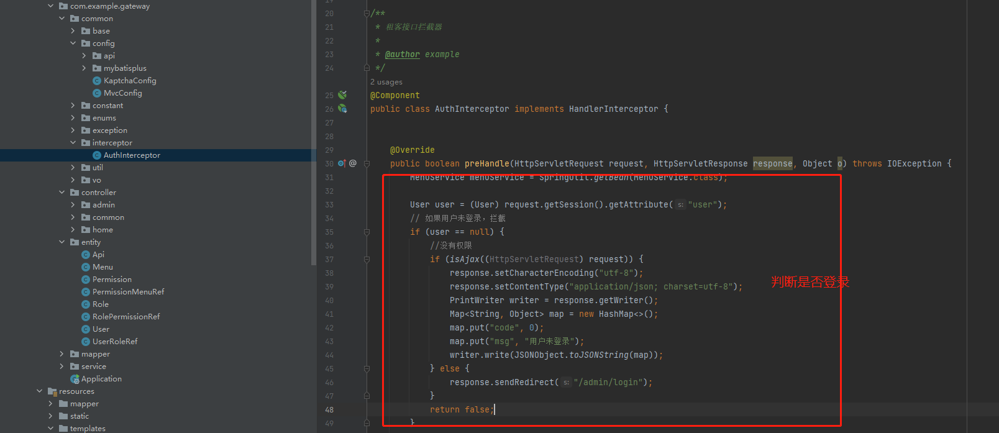 com.example.gateway
common
base
config
api
mybatisplus
KaptchaConfig
MvcConfig
constant
enums
exception
interceptor
AuthInterceptor
util
vo
controller
admin
common
home
entity
Api
Menu
Permission
PermissionMenuRef
Role
RolePermissionRef
User
UserRoleRef
mapper
service
Application
resources
mapper
static
templates
19
20 /**
21 * 租客接口拦截器
22 *
23 * @author example
24 */
2 usages
25 @Component
26 public class AuthInterceptor implements HandlerInterceptor {
27
28
29 @Override
30 @ public boolean preHandle(HttpServletRequest request, HttpServletResponse response, Object o) throws IOException {
31 MenuService menuService = SpringUtil.getBean(MenuService.class);
32
33 User user = (User) request.getSession().getAttribute( s: "user");
34 // 如果用户未登录，拦截
35 if (user == null) {
36 //没有权限
37 if (isAjax((HttpServletRequest) request)) {
38 response.setCharacterEncoding("utf-8");
39 response.setContentType("application/json; charset=utf-8");
40 PrintWriter writer = response.getWriter();
41 Map<String, Object> map = new HashMap<>();
42 map.put("code", 0);
43 map.put("msg", "用户未登录");
44 writer.write(JSONObject.toJSONString(map));
45 } else {
46 response.sendRedirect( s: "/admin/login");
47 }
48 return false;
49 }
判断是否登录